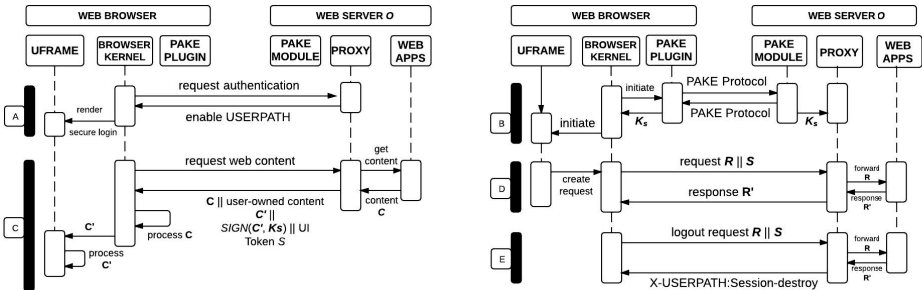 WEB BROWSER
WEB SERVER O
UFRAME
BROWSER
KERNEL
PAKE
PLUGIN
PAKE
MODULE
PROXY
WEB
APPS
A
request authentication
enable USERPATH
render
secure login
C
request web content
get
content
content
C
C || user-owned content
C' ||
SIGN(C', Ks) || UI
Token S
process C
C'
process
C'
WEB BROWSER
WEB SERVER O
UFRAME
BROWSER
KERNEL
PAKE
PLUGIN
PAKE
MODULE
PROXY
WEB
APPS
B
initiate
initiate
Ks
PAKE Protocol
PAKE Protocol
Ks
D
create
request
request R || S
response R'
forward
R
response
R'
E
logout request R || S
forward
R
response
R'
X-USERPATH:Session-destroy